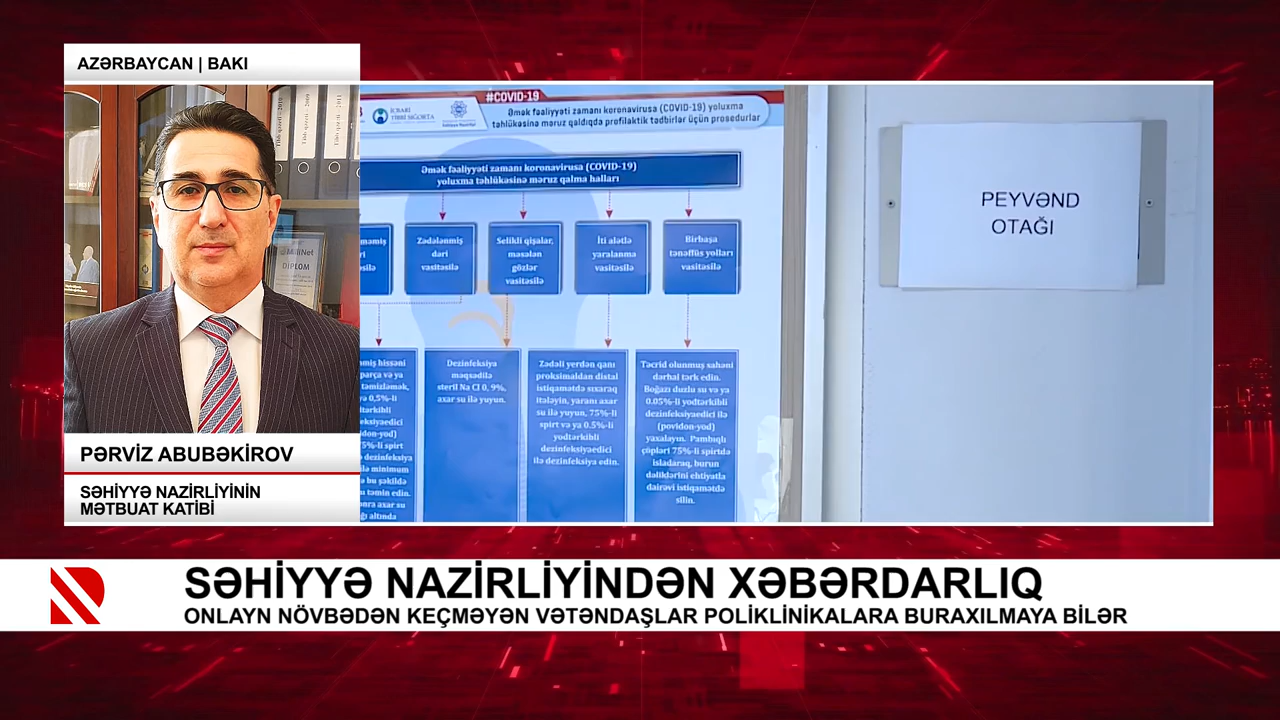 AZƏRBAYCAN | BAKI
PƏRVİZ ABUBƏKİROV
SƏHİYYƏ NAZİRLİYİNİN
MƏTBUAT KATİBİ
#COVID-19
İCBARİ
TİBBİ SIĞORTA
Əmək fəaliyyəti zamanı koronavirusa (COVID-19) yoluxma
təhlükəsinə məruz qaldıqda profilaktik tədbirlər üçün prosedurlar
Əmək fəaliyyəti zamanı koronavirusa (COVID-19)
yoluxma təhlükəsinə məruz qalma halları
Zədələnmiş
dəri
vasitəsilə
Selikli qişalar,
məsələn
gözlər
vasitəsilə
İti alətlə
yaralanma
vasitəsilə
Birbaşa
tənəffüs yolları
vasitəsilə
Dezinfeksiya
məqsədilə
steril Na Cl 0, 9%,
axar su ilə yuyun.
Zədəli yerdən qanı
proksimaldan distal
istiqamətdə sıxaraq
itələyin, yaranı axar
su ilə yuyun, 75%-li
spirt və ya 0.5%-li
yodtərkibli
dezinfeksiyaedici
ilə dezinfeksiya edin.
Təcrid olunmuş sahəni
dərhal tərk edin.
Boğazı duzlu su və ya
0.05%-li yodtərkibli
dezinfeksiyaedici ilə
(povidon-yod)
yaxalayın. Pambıqlı
çöpləri 75%-li spirtdə
isladaraq, burun
dəliklərini ehtiyatla
dairəvi istiqamətdə
silin.
PEYVƏND
OTAĞI
MilliNet
DİPLOM
SƏHİYYƏ NAZİRLİYİNDƏN XƏBƏRDARLIQ
ONLAYN NÖVBƏDƏN KEÇMƏYƏN VƏTƏNDAŞLAR POLİKLİNİKALARA BURAXILMAYA BİLƏR